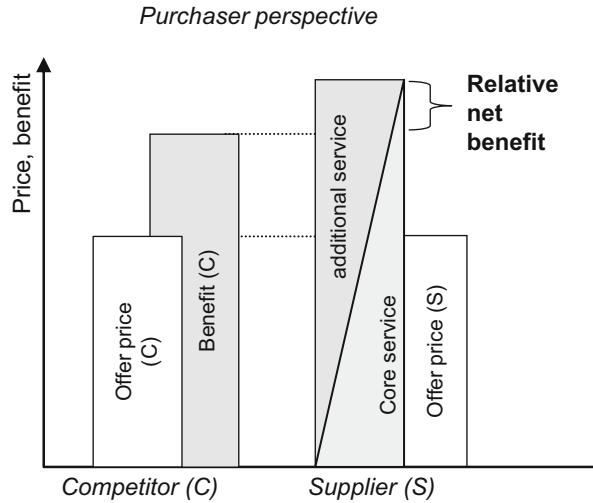 Purchaser perspective
Price, benefit
Relative
net
benefit
Offer price
(C)
Benefit (C)
additional service
Core service
Offer price (S)
Competitor (C)
Supplier (S)